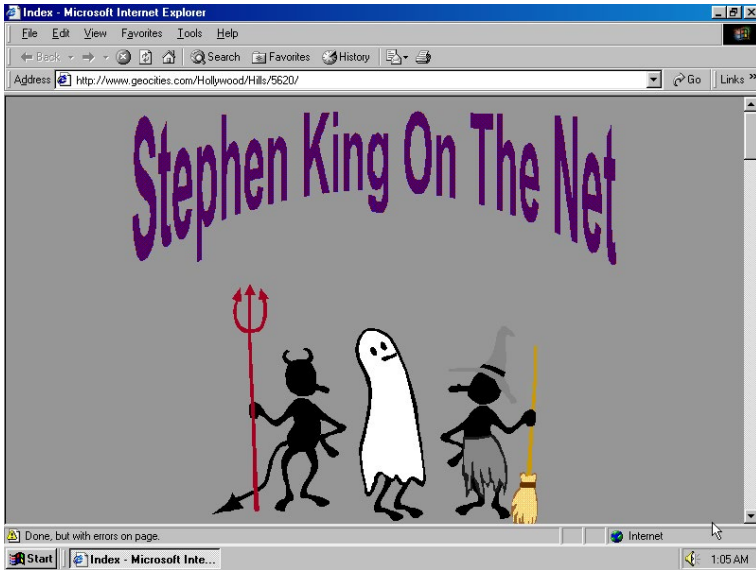 Index - Microsoft Internet Explorer
File Edit View Favorites Tools Help
Back Search Favorites History
Address http://www.geocities.com/Hollywood/Hills/5620/ Go Links »
Stephen King On The Net
Done, but with errors on page. Internet
Start Index - Microsoft Inte... 1:05 AM